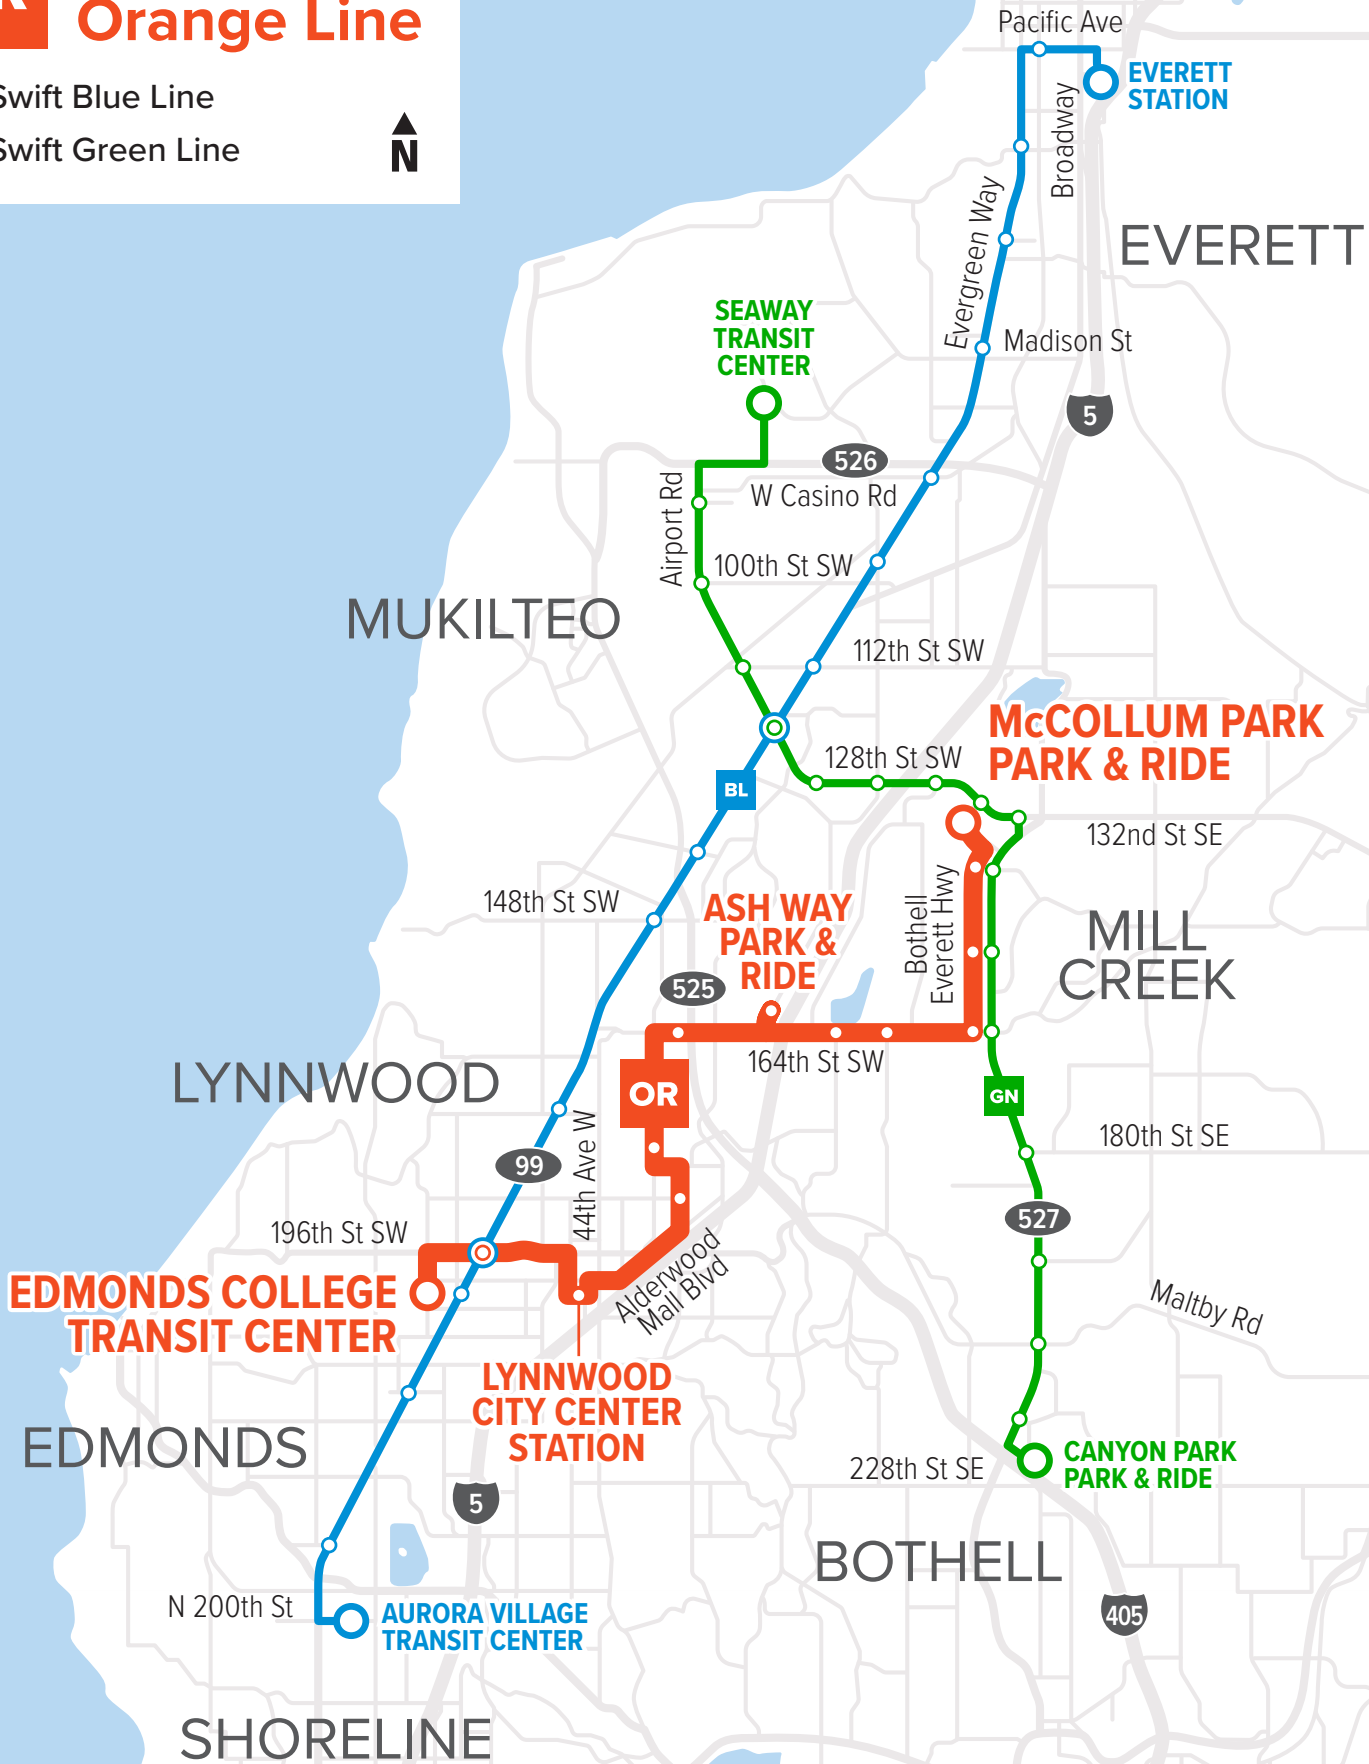 Orange Line
Swift Blue Line
Swift Green Line
N
Pacific Ave
EVERETT
STATION
Broadway
Evergreen Way
EVERETT
SEAWAY
TRANSIT
CENTER
Madison St
5
526
W Casino Rd
Airport Rd
100th St SW
MUKILTEO
112th St SW
McCOLLUM PARK
PARK & RIDE
128th St SW
BL
132nd St SE
148th St SW
ASH WAY
PARK &
RIDE
Bothell
Everett Hwy
MILL
CREEK
525
164th St SW
LYNNWOOD
OR
GN
44th Ave W
180th St SE
99
527
196th St SW
Alderwood
Mall Blvd
EDMONDS COLLEGE
TRANSIT CENTER
Maltby Rd
LYNNWOOD
CITY CENTER
STATION
EDMONDS
CANYON PARK
PARK & RIDE
228th St SE
5
BOTHELL
N 200th St
AURORA VILLAGE
TRANSIT CENTER
405
SHORELINE